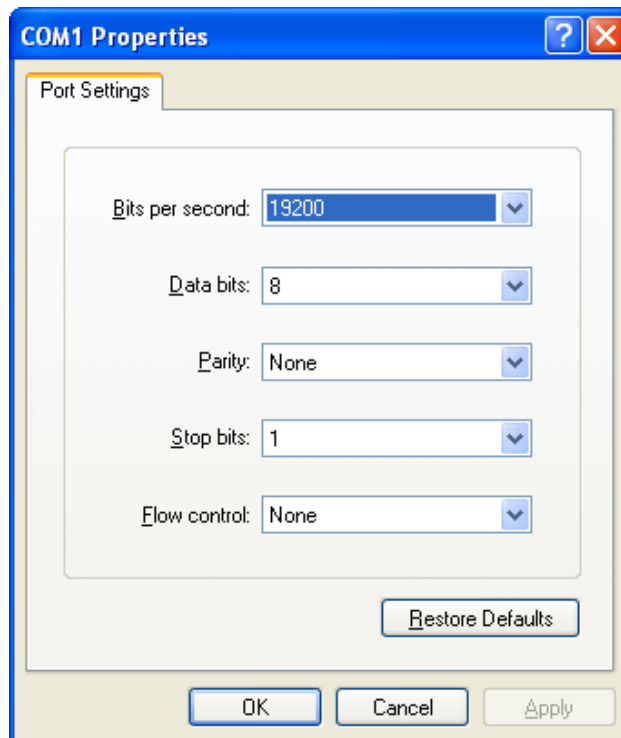 COM1 Properties
Port Settings
Bits per second: 19200
Data bits: 8
Parity: None
Stop bits: 1
Flow control: None
Restore Defaults
OK Cancel Apply